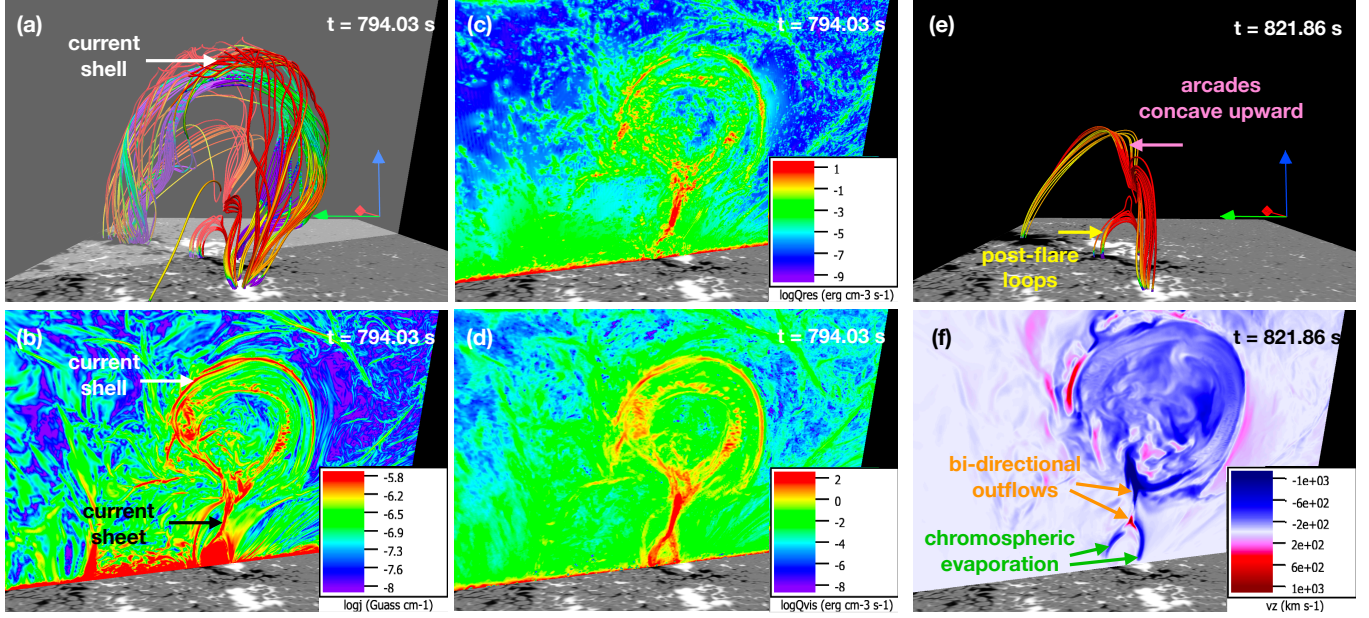 (a)
t = 794.03 s
current
shell
(b)
t = 794.03 s
current
shell
current
sheet
-5.8
-6.2
-6.5
-6.9
-7.3
-7.6
-8
logj (Guass cm-1)
(c)
t = 794.03 s
1
-1
-3
-5
-7
-9
logQres (erg cm-3 s-1)
(d)
t = 794.03 s
2
0
-2
-4
-6
-8
logQvis (erg cm-3 s-1)
(e)
t = 821.86 s
arcades
concave upward
post-flare
loops
(f)
t = 821.86 s
bi-directional
outflows
chromospheric
evaporation
-1e+03
-6e+02
-2e+02
2e+02
6e+02
1e+03
vz (km s-1)